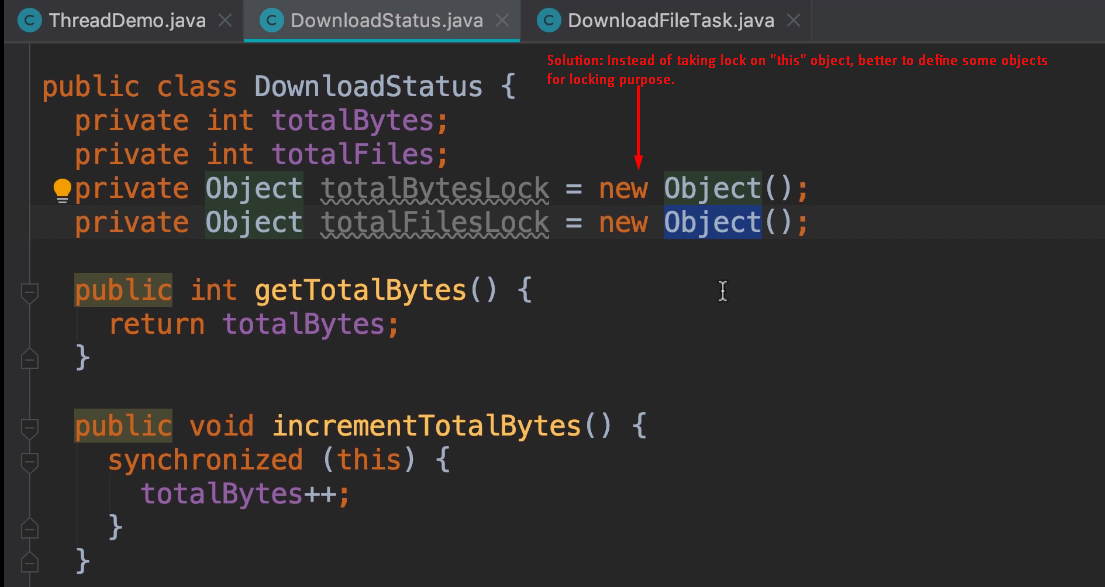 C ThreadDemo.java × C DownloadStatus.java × C DownloadFileTask.java ×
Solution: Instead of taking lock on "this" object, better to define some objects
for locking purpose.
public class DownloadStatus {
private int totalBytes;
private int totalFiles;
private Object totalBytesLock = new Object();
private Object totalFilesLock = new Object();
public int getTotalBytes() {
return totalBytes;
}
public void incrementTotalBytes() {
synchronized (this) {
totalBytes++;
}
}